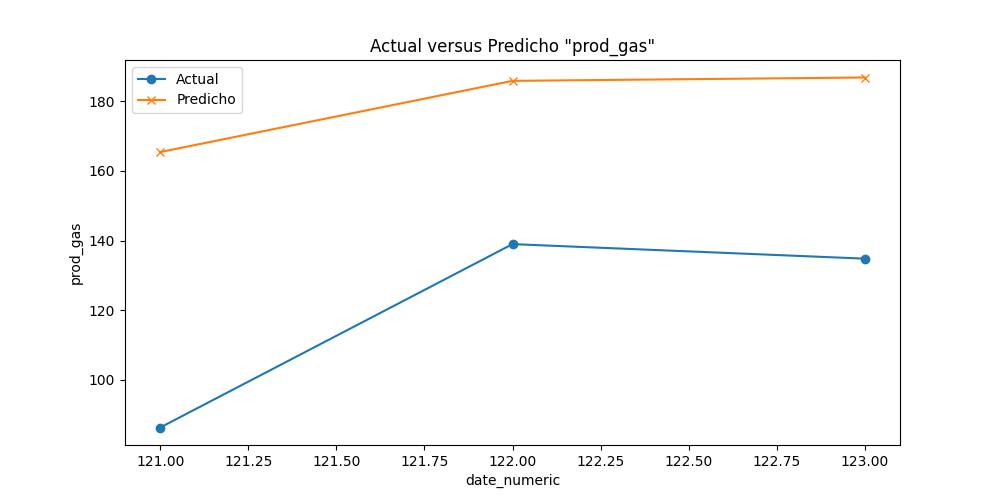 Actual versus Predicho "prod_gas"
Actual
Predicho
180
160
140
120
100
prod_gas
121.00 121.25 121.50 121.75 122.00 122.25 122.50 122.75 123.00
date_numeric